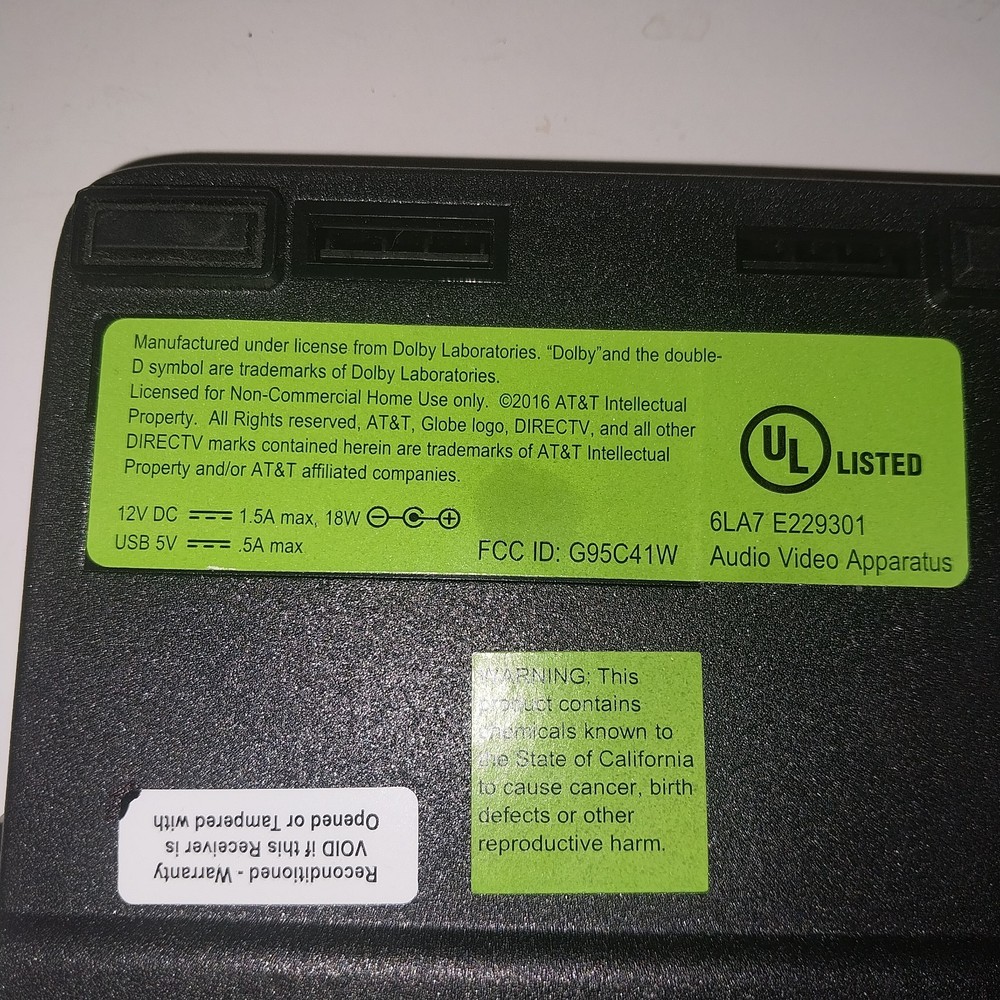 Manufactured under license from Dolby Laboratories. “Dolby”and the double-
D symbol are trademarks of Dolby Laboratories.
Licensed for Non-Commercial Home Use only. ©2016 AT&T Intellectual
Property. All Rights reserved, AT&T, Globe logo, DIRECTV, and all other
DIRECTV marks contained herein are trademarks of AT&T Intellectual
Property and/or AT&T affiliated companies.
12V DC 1.5A max, 18W
USB 5V .5A max
FCC ID: G95C41W
UL LISTED
6LA7 E229301
Audio Video Apparatus
WARNING: This
product contains
chemicals known to
the State of California
to cause cancer, birth
defects or other
reproductive harm.
Reconditioned - Warranty
VOID if this Receiver is
Opened or Tampered with